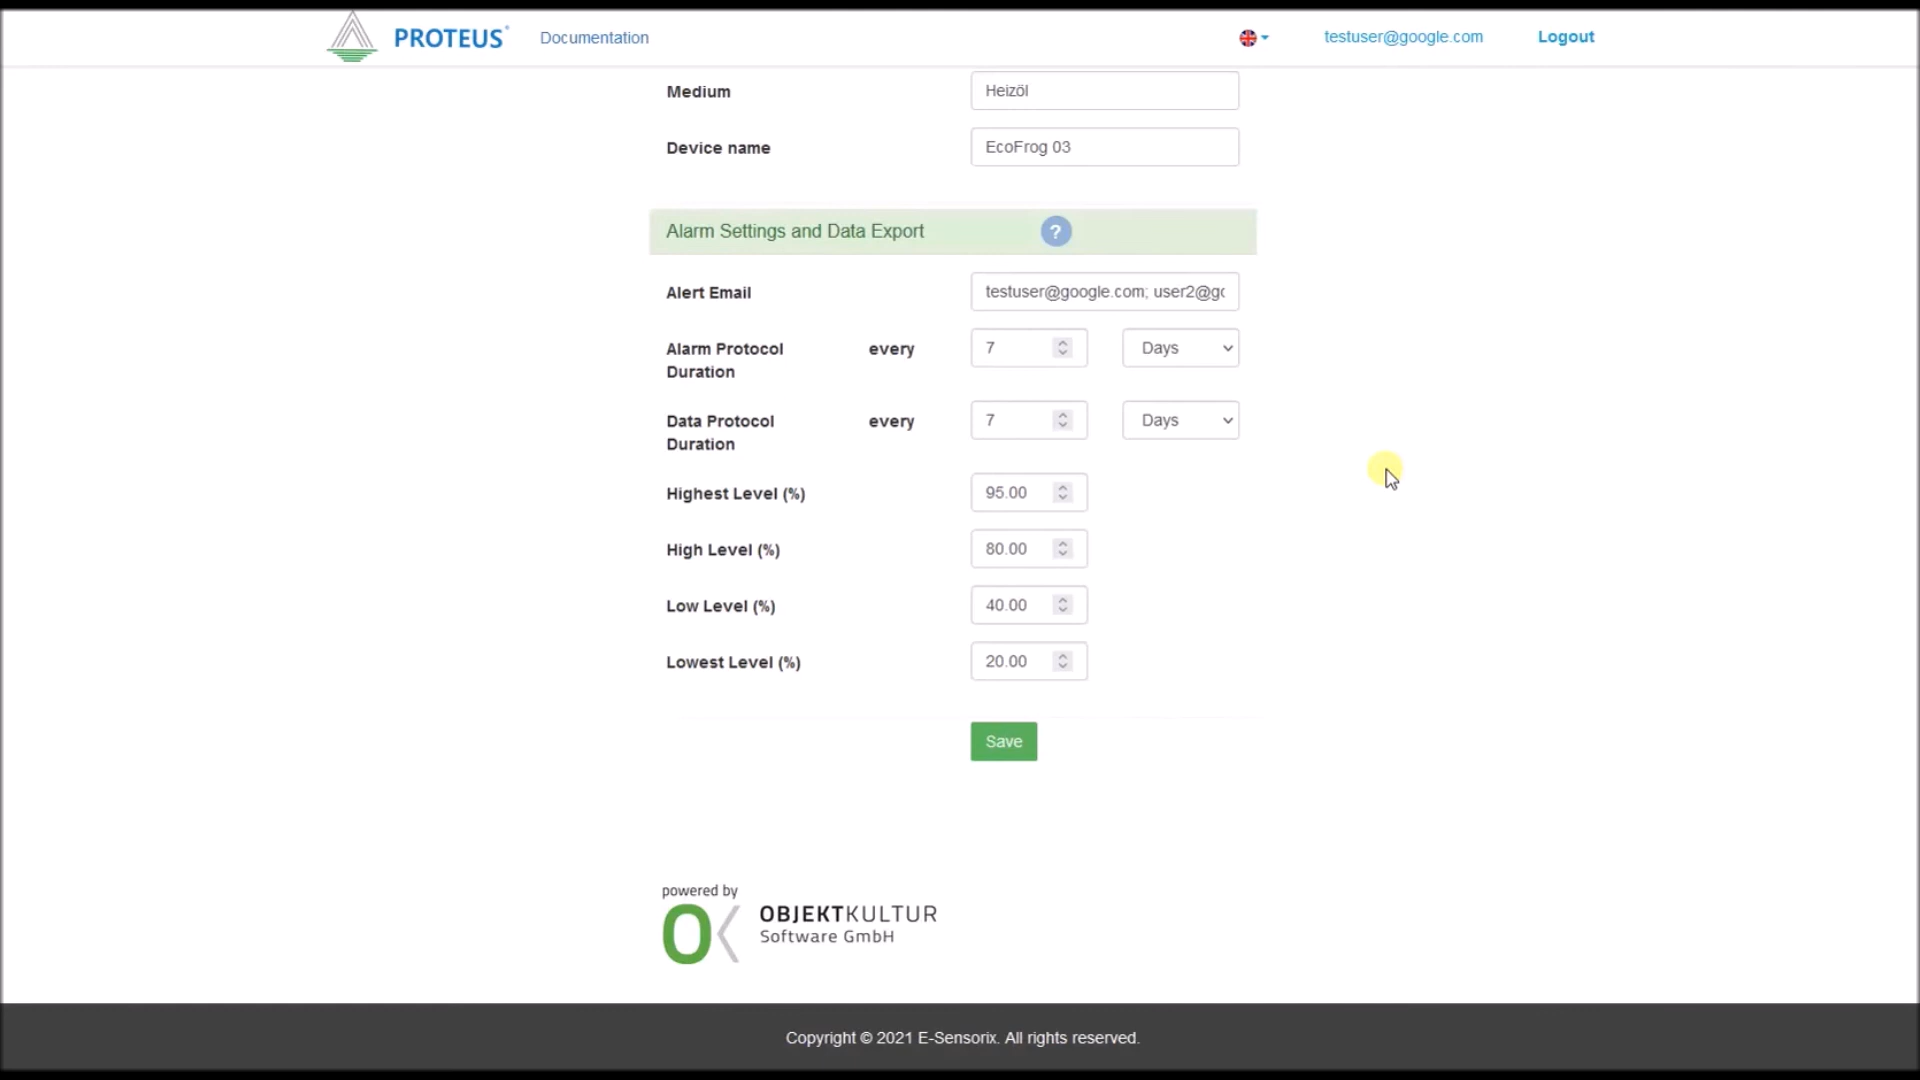 PROTEUS®
Documentation
testuser@google.com
Logout
Medium
Heizöl
Device name
EcoFrog 03
Alarm Settings and Data Export
?
Alert Email
testuser@google.com; user2@go
Alarm Protocol
Duration
every
7
Days
Data Protocol
Duration
every
7
Days
Highest Level (%)
95.00
High Level (%)
80.00
Low Level (%)
40.00
Lowest Level (%)
20.00
Save
powered by
OBJEKTKULTUR
Software GmbH
Copyright © 2021 E-Sensorix. All rights reserved.